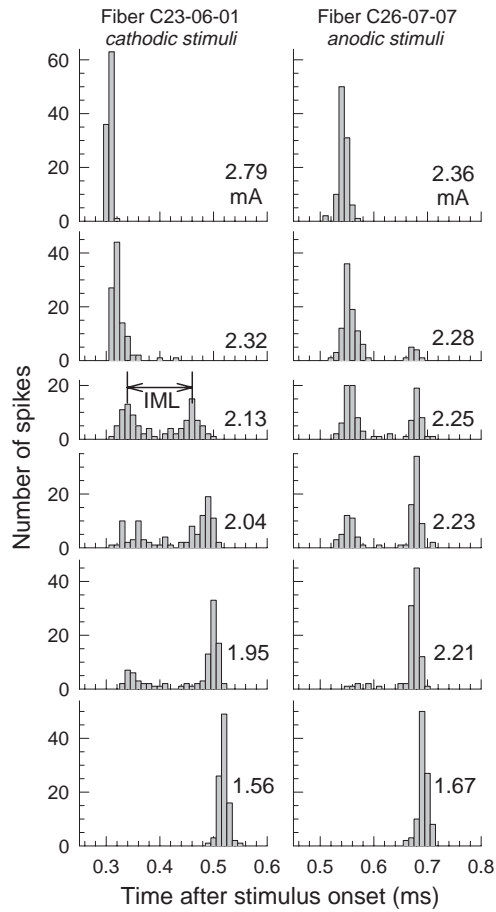 Fiber C23-06-01
cathodic stimuli
Fiber C26-07-07
anodic stimuli
Number of spikes
60
40
20
0
2.79
mA
2.36
mA
40
20
0
2.32
2.28
20
10
0
IML
2.13
2.25
20
0
2.04
2.23
40
20
0
1.95
2.21
40
20
0
1.56
1.67
0.3 0.4 0.5 0.6
0.5 0.6 0.7 0.8
Time after stimulus onset (ms)